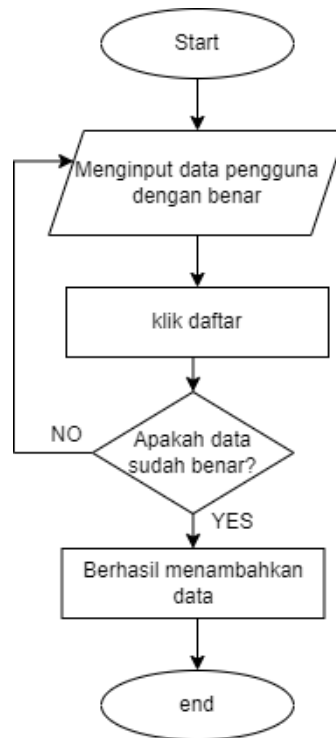 Start
Menginput data pengguna
dengan benar
klik daftar
NO
Apakah data
sudah benar?
YES
Berhasil menambahkan
data
end